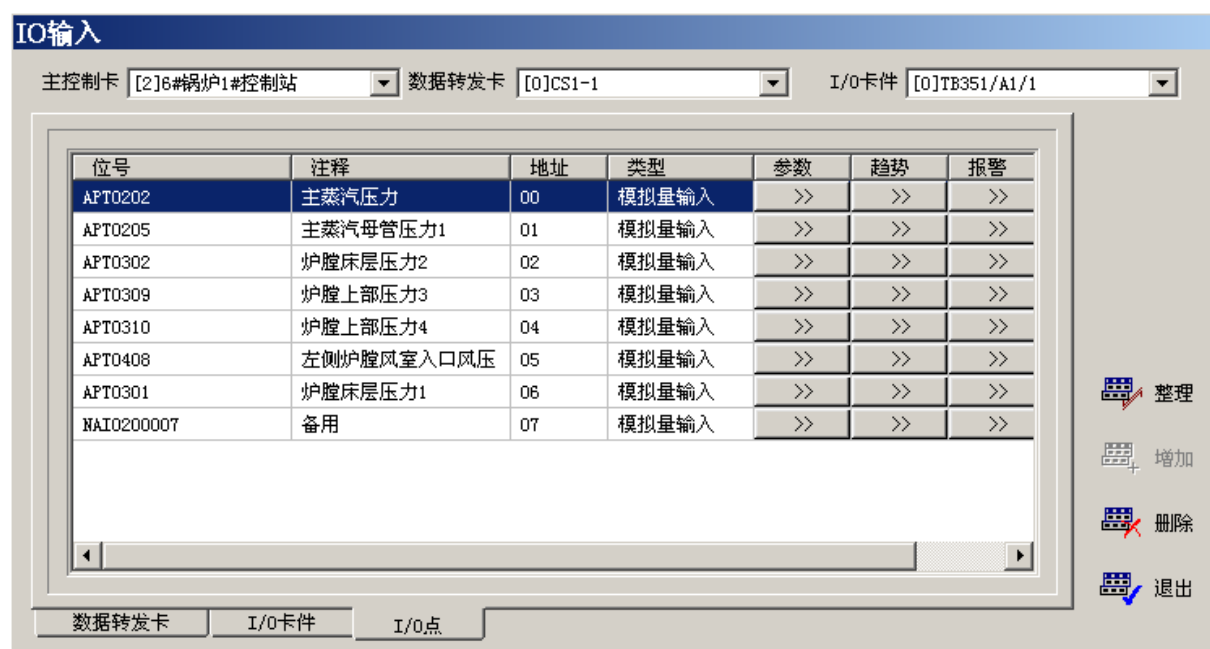 IO输入
主控制卡 [2]6#锅炉1#控制站 数据转发卡 [0]CS1-1 I/O卡件 [0]TB351/A1/1
位号 注释 地址 类型 参数 趋势 报警
APT0202 主蒸汽压力 00 模拟量输入 >> >> >>
APT0205 主蒸汽母管压力1 01 模拟量输入 >> >> >>
APT0302 炉膛床层压力2 02 模拟量输入 >> >> >>
APT0309 炉膛上部压力3 03 模拟量输入 >> >> >>
APT0310 炉膛上部压力4 04 模拟量输入 >> >> >>
APT0408 左侧炉膛风室入口风压 05 模拟量输入 >> >> >>
APT0301 炉膛床层压力1 06 模拟量输入 >> >> >>
NAI0200007 备用 07 模拟量输入 >> >> >>
整理
增加
删除
退出
数据转发卡 I/O卡件 I/O点